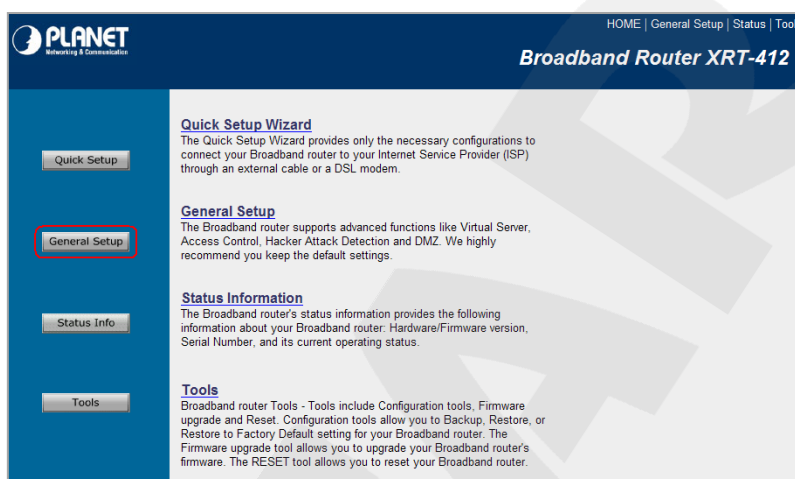 PLANET
Networking & Communication
HOME | General Setup | Status | Tool
Broadband Router XRT-412
Quick Setup
Quick Setup Wizard
The Quick Setup Wizard provides only the necessary configurations to
connect your Broadband router to your Internet Service Provider (ISP)
through an external cable or a DSL modem.
General Setup
General Setup
The Broadband router supports advanced functions like Virtual Server,
Access Control, Hacker Attack Detection and DMZ. We highly
recommend you keep the default settings.
Status Info
Status Information
The Broadband router's status information provides the following
information about your Broadband router: Hardware/Firmware version,
Serial Number, and its current operating status.
Tools
Tools
Broadband router Tools - Tools include Configuration tools, Firmware
upgrade and Reset. Configuration tools allow you to Backup, Restore, or
Restore to Factory Default setting for your Broadband router. The
Firmware upgrade tool allows you to upgrade your Broadband router's
firmware. The RESET tool allows you to reset your Broadband router.